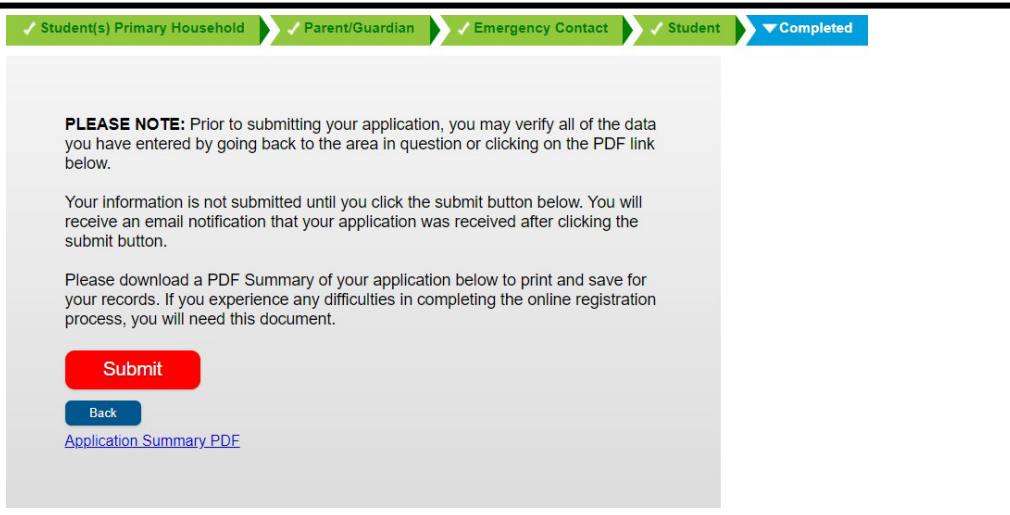 Student(s) Primary Household Parent/Guardian Emergency Contact Student Completed
PLEASE NOTE: Prior to submitting your application, you may verify all of the data
you have entered by going back to the area in question or clicking on the PDF link
below.
Your information is not submitted until you click the submit button below. You will
receive an email notification that your application was received after clicking the
submit button.
Please download a PDF Summary of your application below to print and save for
your records. If you experience any difficulties in completing the online registration
process, you will need this document.
Submit
Back
Application Summary PDF